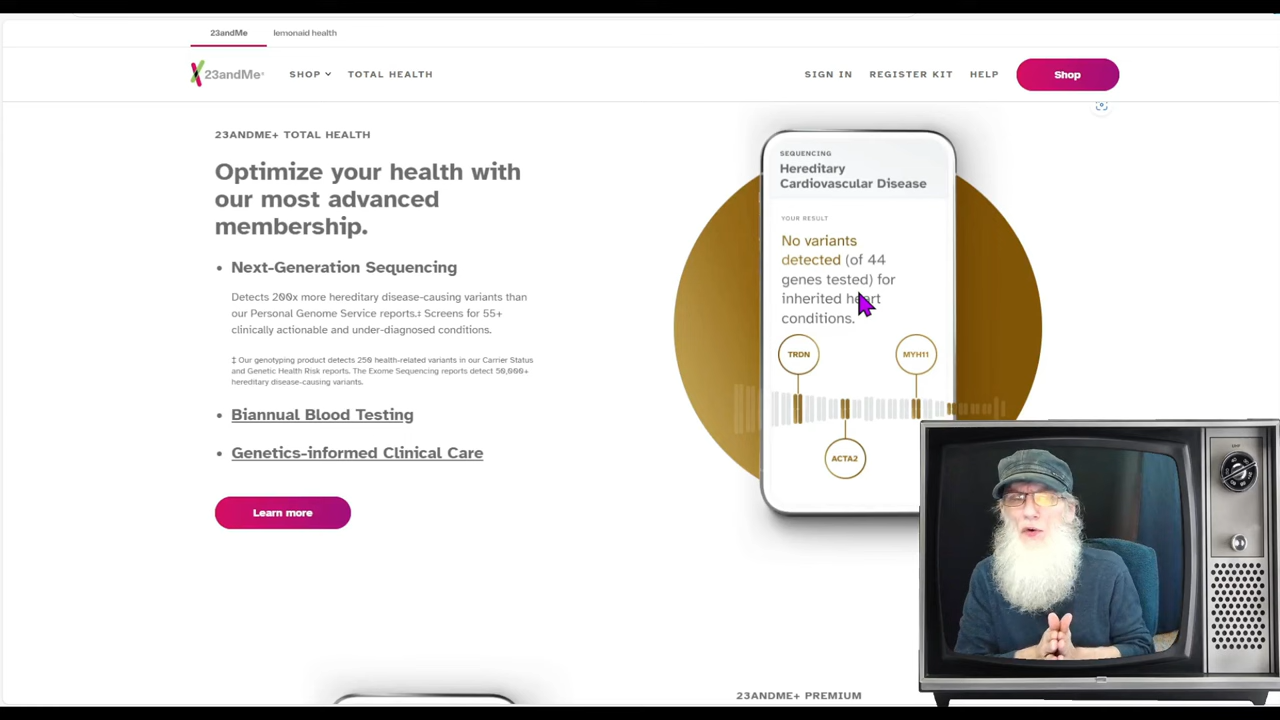 23andMe
lemonaid health
23andMe
SHOP
TOTAL HEALTH
SIGN IN
REGISTER KIT
HELP
Shop
23ANDME+ TOTAL HEALTH
Optimize your health with
our most advanced
membership.
• Next-Generation Sequencing
Detects 200x more hereditary disease-causing variants than
our Personal Genome Service reports.‡ Screens for 55+
clinically actionable and under-diagnosed conditions.
‡ Our genotyping product detects 250 health-related variants in our Carrier Status
and Genetic Health Risk reports. The Exome Sequencing reports detect 50,000+
hereditary disease-causing variants.
• Biannual Blood Testing
• Genetics-informed Clinical Care
Learn more
SEQUENCING
Hereditary
Cardiovascular Disease
YOUR RESULT
No variants
detected (of 44
genes tested) for
inherited heart
conditions.
TRDN
MYH11
ACTA2
23ANDME+ PREMIUM